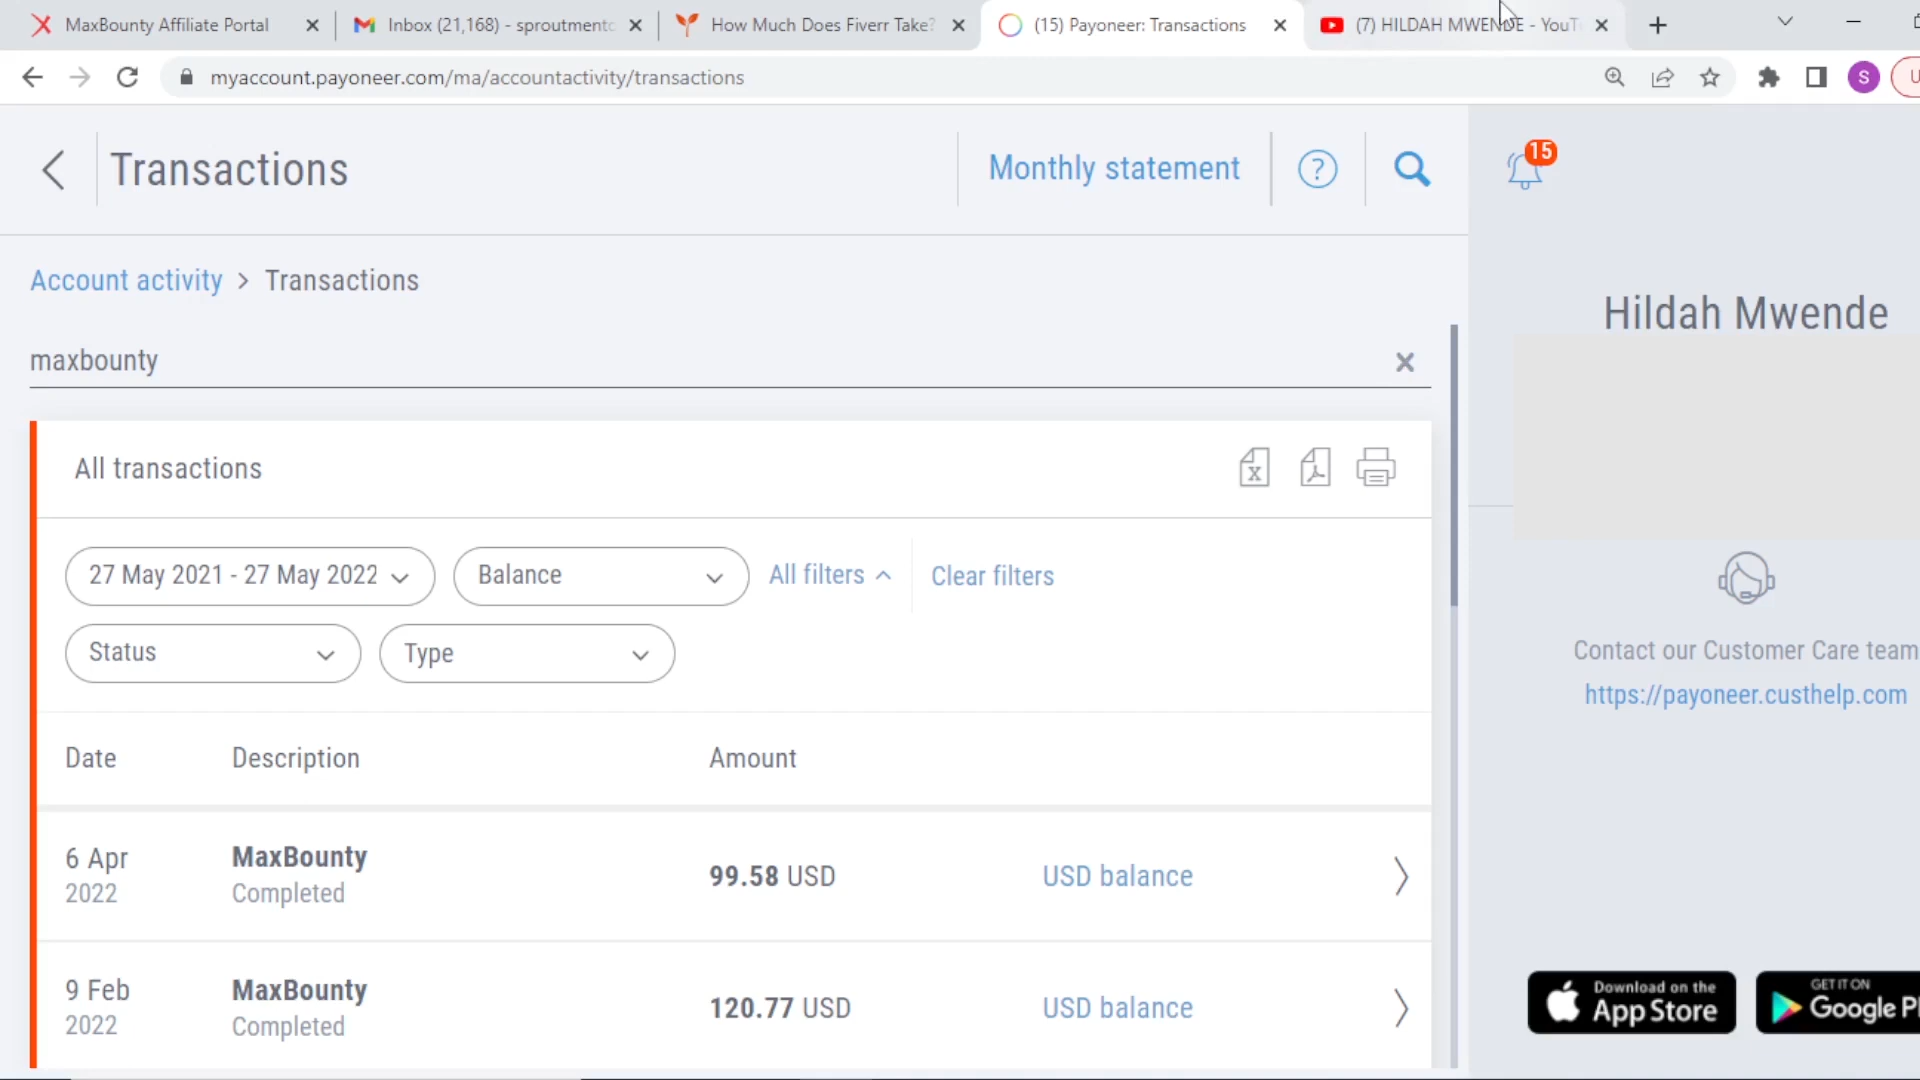 MaxBounty Affiliate Portal
Inbox (21,168) - sproutmento
How Much Does Fiverr Take?
(15) Payoneer: Transactions
(7) HILDAH MWENDE - YouT
myaccount.payoneer.com/ma/accountactivity/transactions
S
U
Transactions
Monthly statement
?
15
Account activity > Transactions
Hildah Mwende
maxbounty
All transactions
X
27 May 2021 - 27 May 2022
Balance
All filters
Clear filters
Status
Type
Contact our Customer Care team
https://payoneer.custhelp.com
Date Description Amount
6 Apr
2022
MaxBounty
Completed
99.58 USD
USD balance
9 Feb
2022
MaxBounty
Completed
120.77 USD
USD balance
Download on the
App Store
GET IT ON
Google Pl